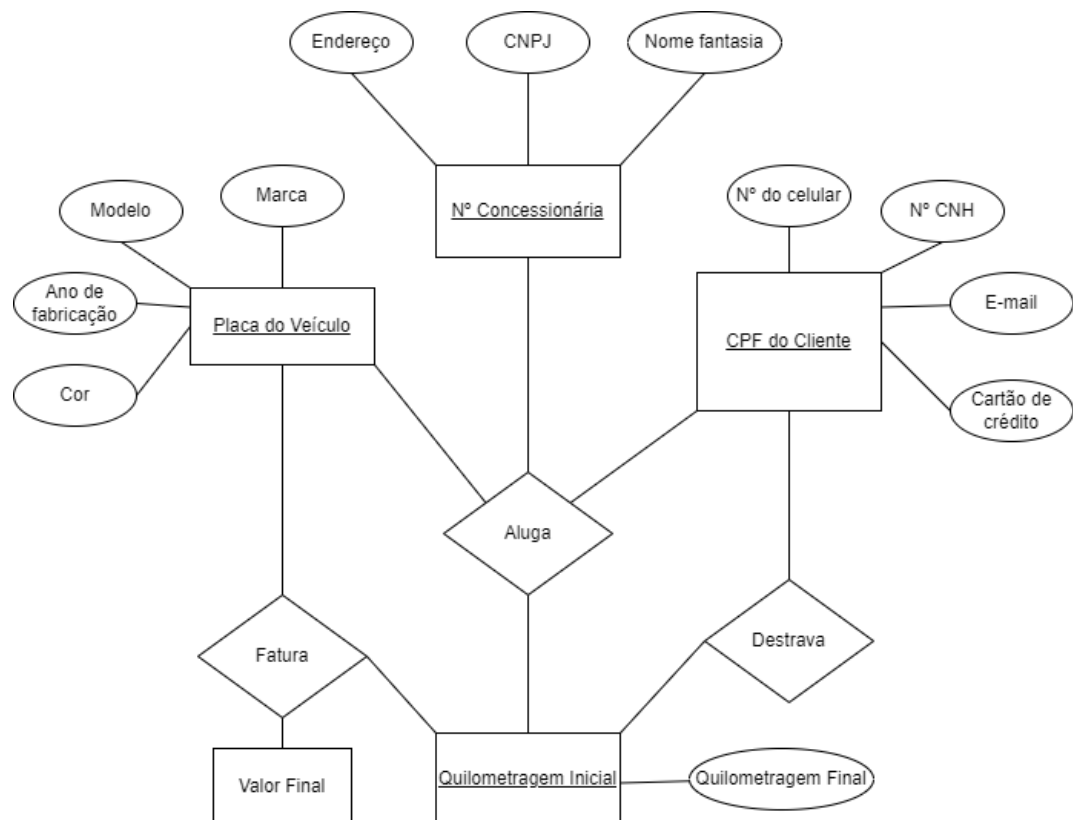 Endereço
CNPJ
Nome fantasia
Nº Concessionária
Nº do celular
Nº CNH
Marca
Modelo
Ano de
fabricação
Placa do Veículo
E-mail
CPF do Cliente
Cor
Cartão de
crédito
Aluga
Fatura
Destrava
Valor Final
Quilometragem Inicial
Quilometragem Final